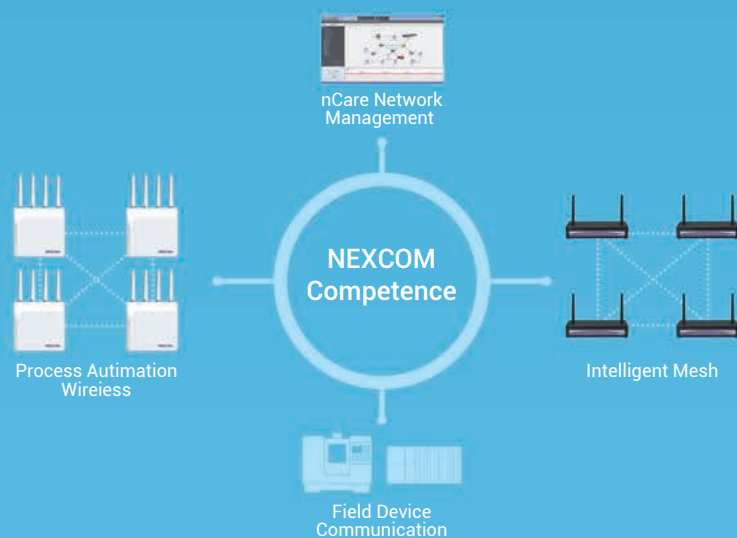 nCare Network
Management
NEXCOM
Competence
Process Autimation
Wireiess
Intelligent Mesh
Field Device
Communication